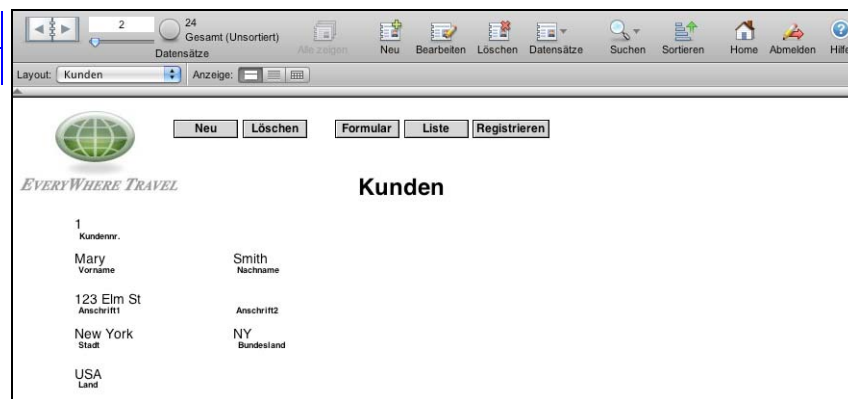 2
24
Gesamt (Unsortiert)
Datensätze
Alle zeigen Neu Bearbeiten Löschen Datensätze Suchen Sortieren Home Abmelden Hilfe
Layout: Kunden Anzeige:
Neu Löschen Formular Liste Registrieren
EVERYWHERE TRAVEL
Kunden
1
Kundennr.
Mary Smith
Vorname Nachname
123 Elm St
Anschrift1 Anschrift2
New York NY
Stadt Bundesland
USA
Land